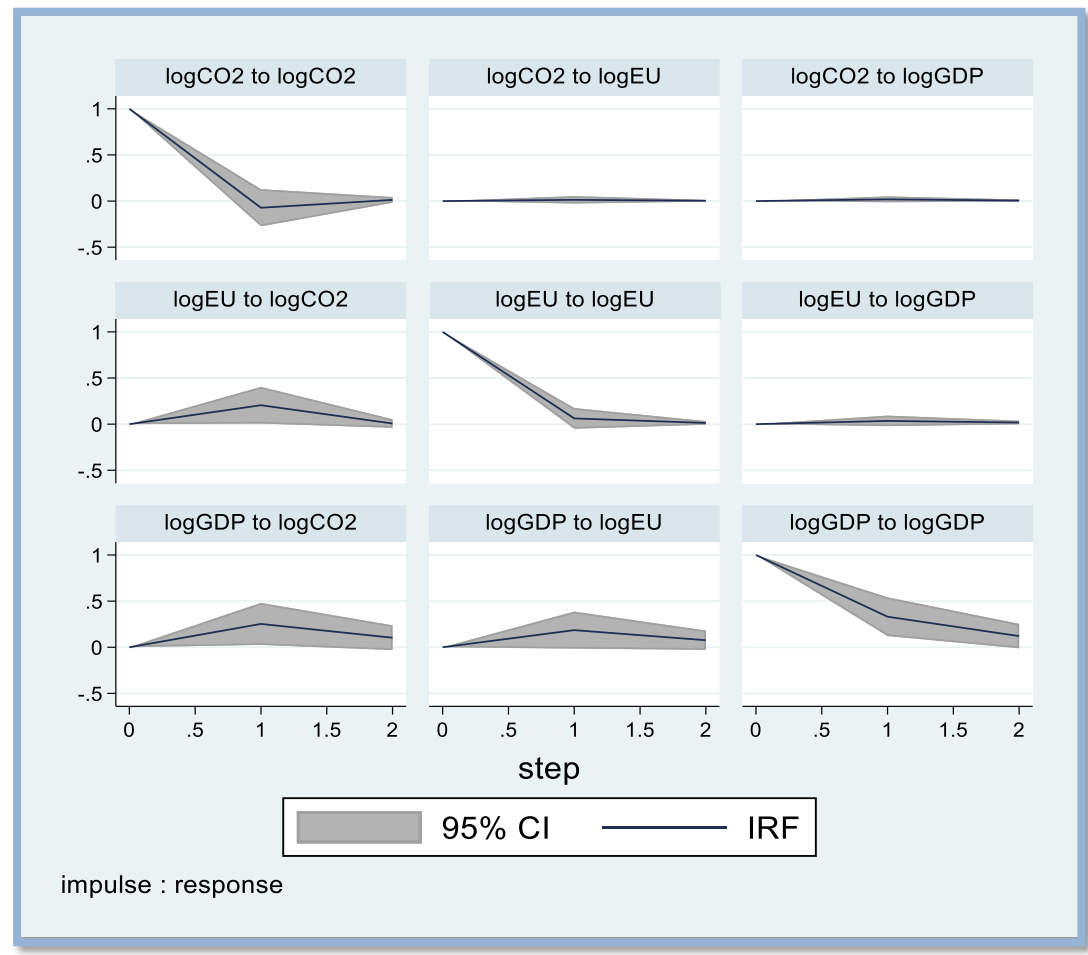 logCO2 to logCO2 logCO2 to logEU logCO2 to logGDP
1
.5
0
-.5
logEU to logCO2 logEU to logEU logEU to logGDP
1
.5
0
-.5
logGDP to logCO2 logGDP to logEU logGDP to logGDP
1
.5
0
-.5
0 .5 1 1.5 2 0 .5 1 1.5 2 0 .5 1 1.5 2
step
95% CI IRF
impulse : response